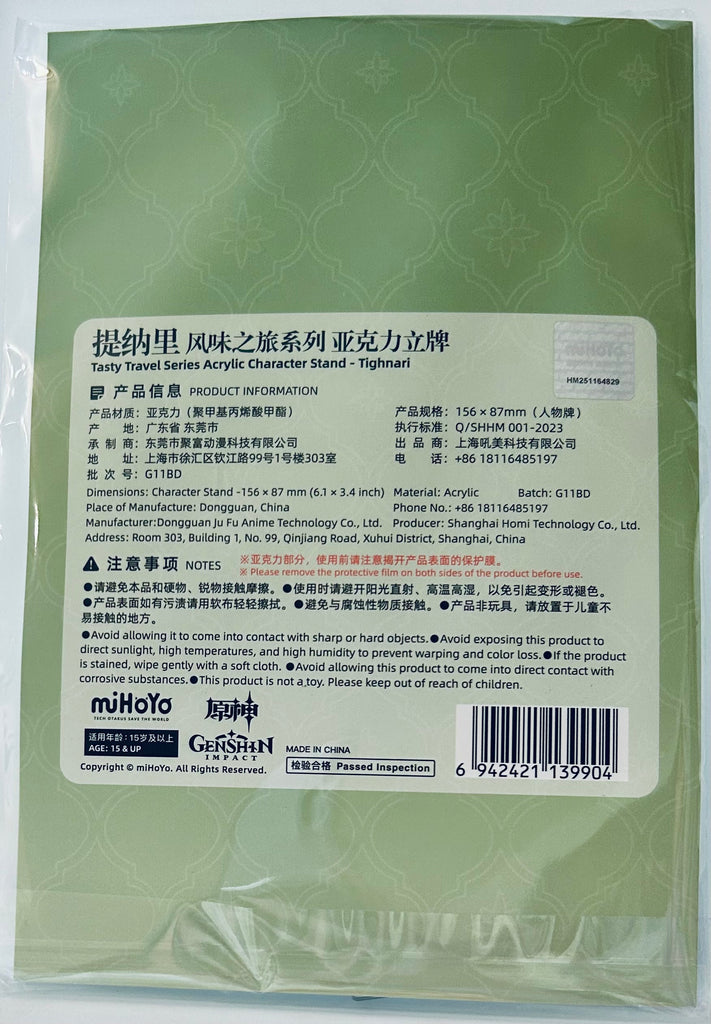 提纳里 风味之旅系列 亚克力立牌
Tasty Travel Series Acrylic Character Stand - Tighnari
HM251164829
产品信息 PRODUCT INFORMATION
产品材质：亚克力（聚甲基丙烯酸甲酯）
产品规格：156 × 87mm（人物牌）
产 地：广东省 东莞市
执行标准：Q/SHHM 001-2023
承 制 商：东莞市聚富动漫科技有限公司
出 品 商：上海吼美科技有限公司
地 址：上海市徐汇区钦江路99号1号楼303室
电 话：+86 18116485197
批 次 号：G11BD
Dimensions: Character Stand -156 × 87 mm (6.1 × 3.4 inch) Material: Acrylic Batch: G11BD
Place of Manufacture: Dongguan, China Phone No.: +86 18116485197
Manufacturer:Dongguan Ju Fu Anime Technology Co., Ltd. Producer: Shanghai Homi Technology Co., Ltd.
Address: Room 303, Building 1, No. 99, Qinjiang Road, Xuhui District, Shanghai, China
注意事项 NOTES
※亚克力部分，使用前请注意揭开产品表面的保护膜。
※ Please remove the protective film on both sides of the product before use.
●请避免本品和硬物、锐物接触摩擦。●使用时请避开阳光直射、高温高湿，以免引起变形或褪色。
●产品表面如有污渍请用软布轻轻擦拭。●避免与腐蚀性物质接触。●产品非玩具，请放置于儿童不
易接触的地方。
●Avoid allowing it to come into contact with sharp or hard objects.●Avoid exposing this product to
direct sunlight, high temperatures, and high humidity to prevent warping and color loss.●If the product
is stained, wipe gently with a soft cloth. ●Avoid allowing this product to come into direct contact with
corrosive substances.●This product is not a toy. Please keep out of reach of children.
miHoYo
TECH OTAKUS SAVE THE WORLD
原神
GENSHIN
IMPACT
适用年龄：15岁及以上
AGE: 15 & UP
MADE IN CHINA
检验合格 Passed Inspection
Copyright © miHoYo. All Rights Reserved.
6 942421 139904